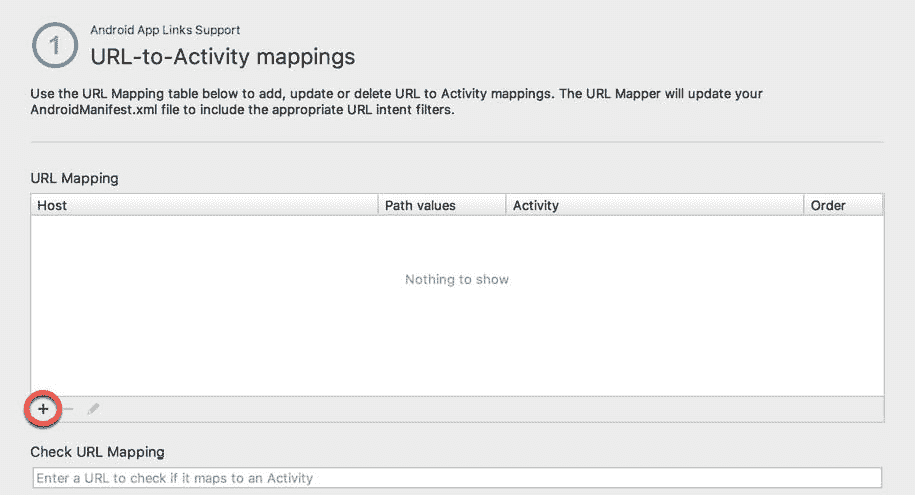 1
Android App Links Support
URL-to-Activity mappings
Use the URL Mapping table below to add, update or delete URL to Activity mappings. The URL Mapper will update your
AndroidManifest.xml file to include the appropriate URL intent filters.
URL Mapping
Host Path values Activity Order
Nothing to show
Check URL Mapping
Enter a URL to check if it maps to an Activity